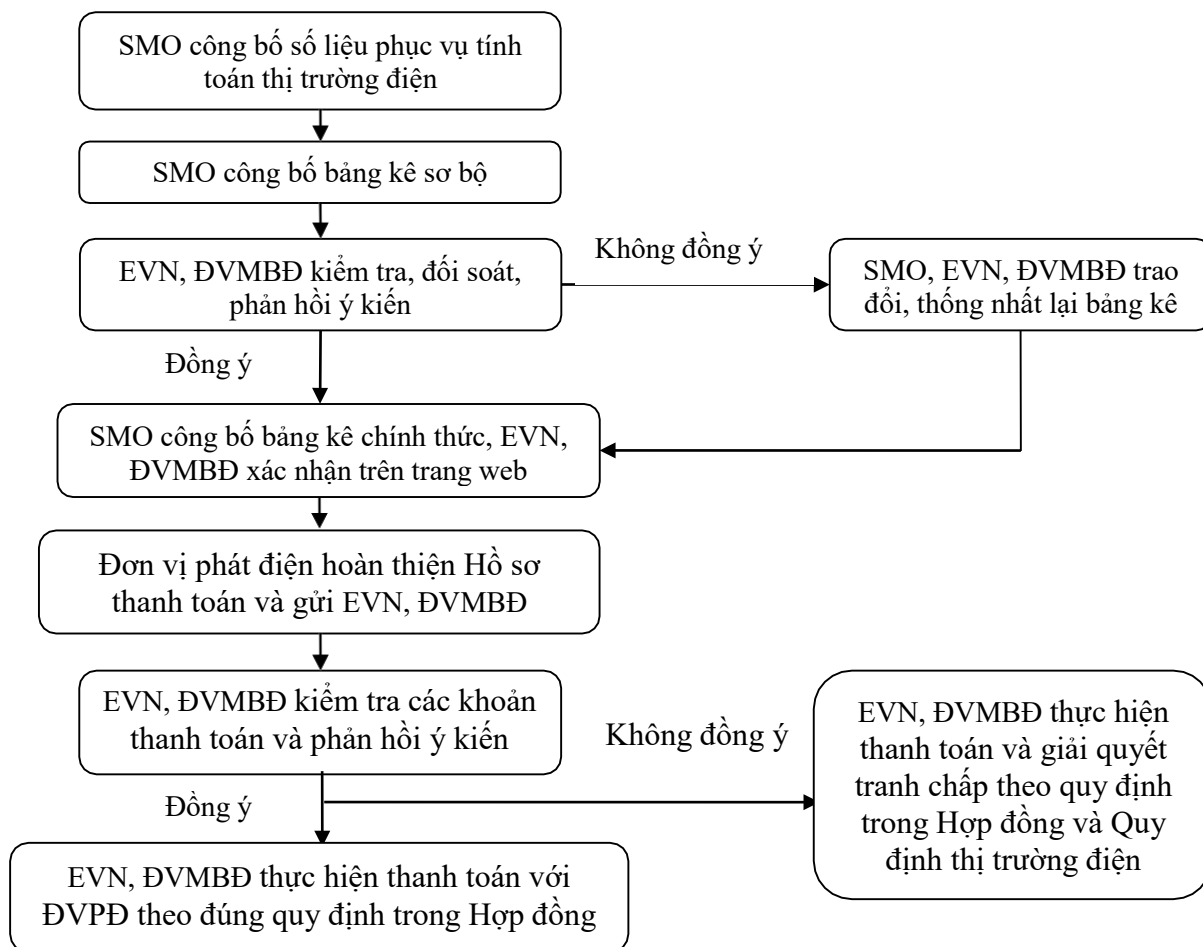 SMO công bố số liệu phục vụ tính
toán thị trường điện
SMO công bố bảng kê sơ bộ
EVN, ĐVMBĐ kiểm tra, đối soát,
phản hồi ý kiến
Không đồng ý
SMO, EVN, ĐVMBĐ trao
đổi, thống nhất lại bảng kê
Đồng ý
SMO công bố bảng kê chính thức, EVN,
ĐVMBĐ xác nhận trên trang web
Đơn vị phát điện hoàn thiện Hồ sơ
thanh toán và gửi EVN, ĐVMBĐ
EVN, ĐVMBĐ kiểm tra các khoản
thanh toán và phản hồi ý kiến
Không đồng ý
EVN, ĐVMBĐ thực hiện
thanh toán và giải quyết
tranh chấp theo quy định
trong Hợp đồng và Quy
định thị trường điện
Đồng ý
EVN, ĐVMBĐ thực hiện thanh toán với
ĐVPĐ theo đúng quy định trong Hợp đồng